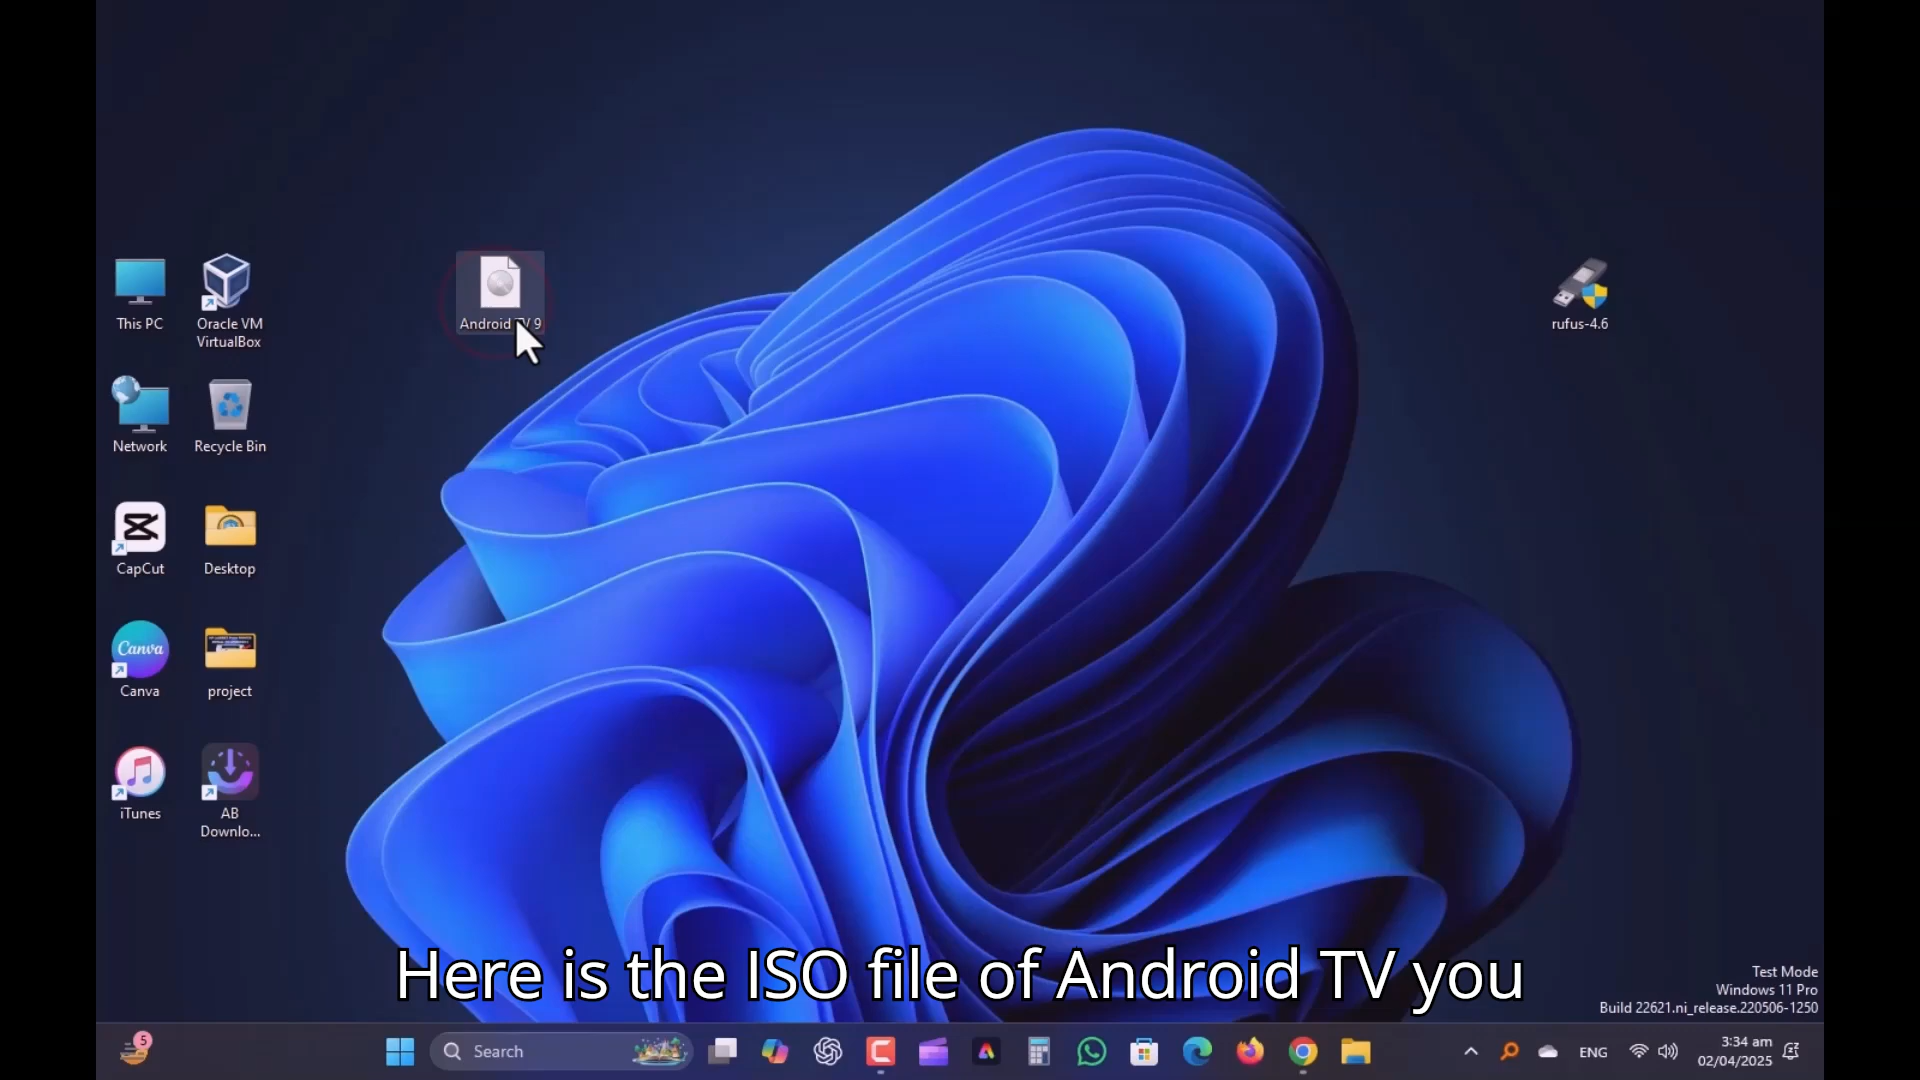 This PC
Oracle VM
VirtualBox
Android TV 9
rufus-4.6
Network
Recycle Bin
CapCut
Desktop
Canva
Canva
project
iTunes
AB
Downlo...
Here is the ISO file of Android TV you
Test Mode
Windows 11 Pro
Build 22621.ni_release.220506-1250
5
Search
ENG
3:34 am
02/04/2025